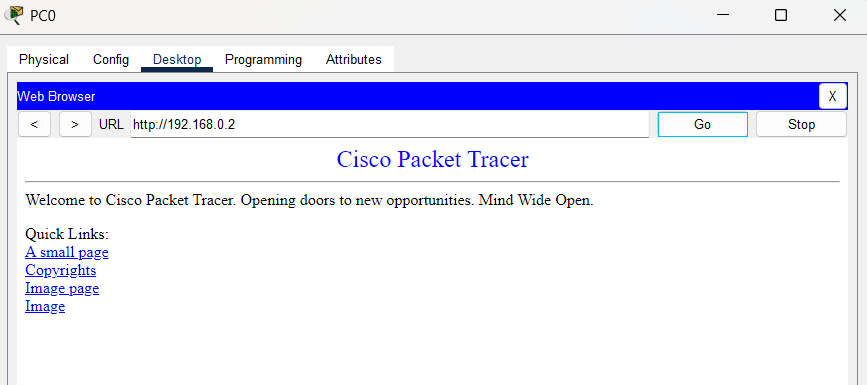 PC0
Physical Config Desktop Programming Attributes
Web Browser X
< > URL http://192.168.0.2 Go Stop
Cisco Packet Tracer
Welcome to Cisco Packet Tracer. Opening doors to new opportunities. Mind Wide Open.
Quick Links:
A small page
Copyrights
Image page
Image